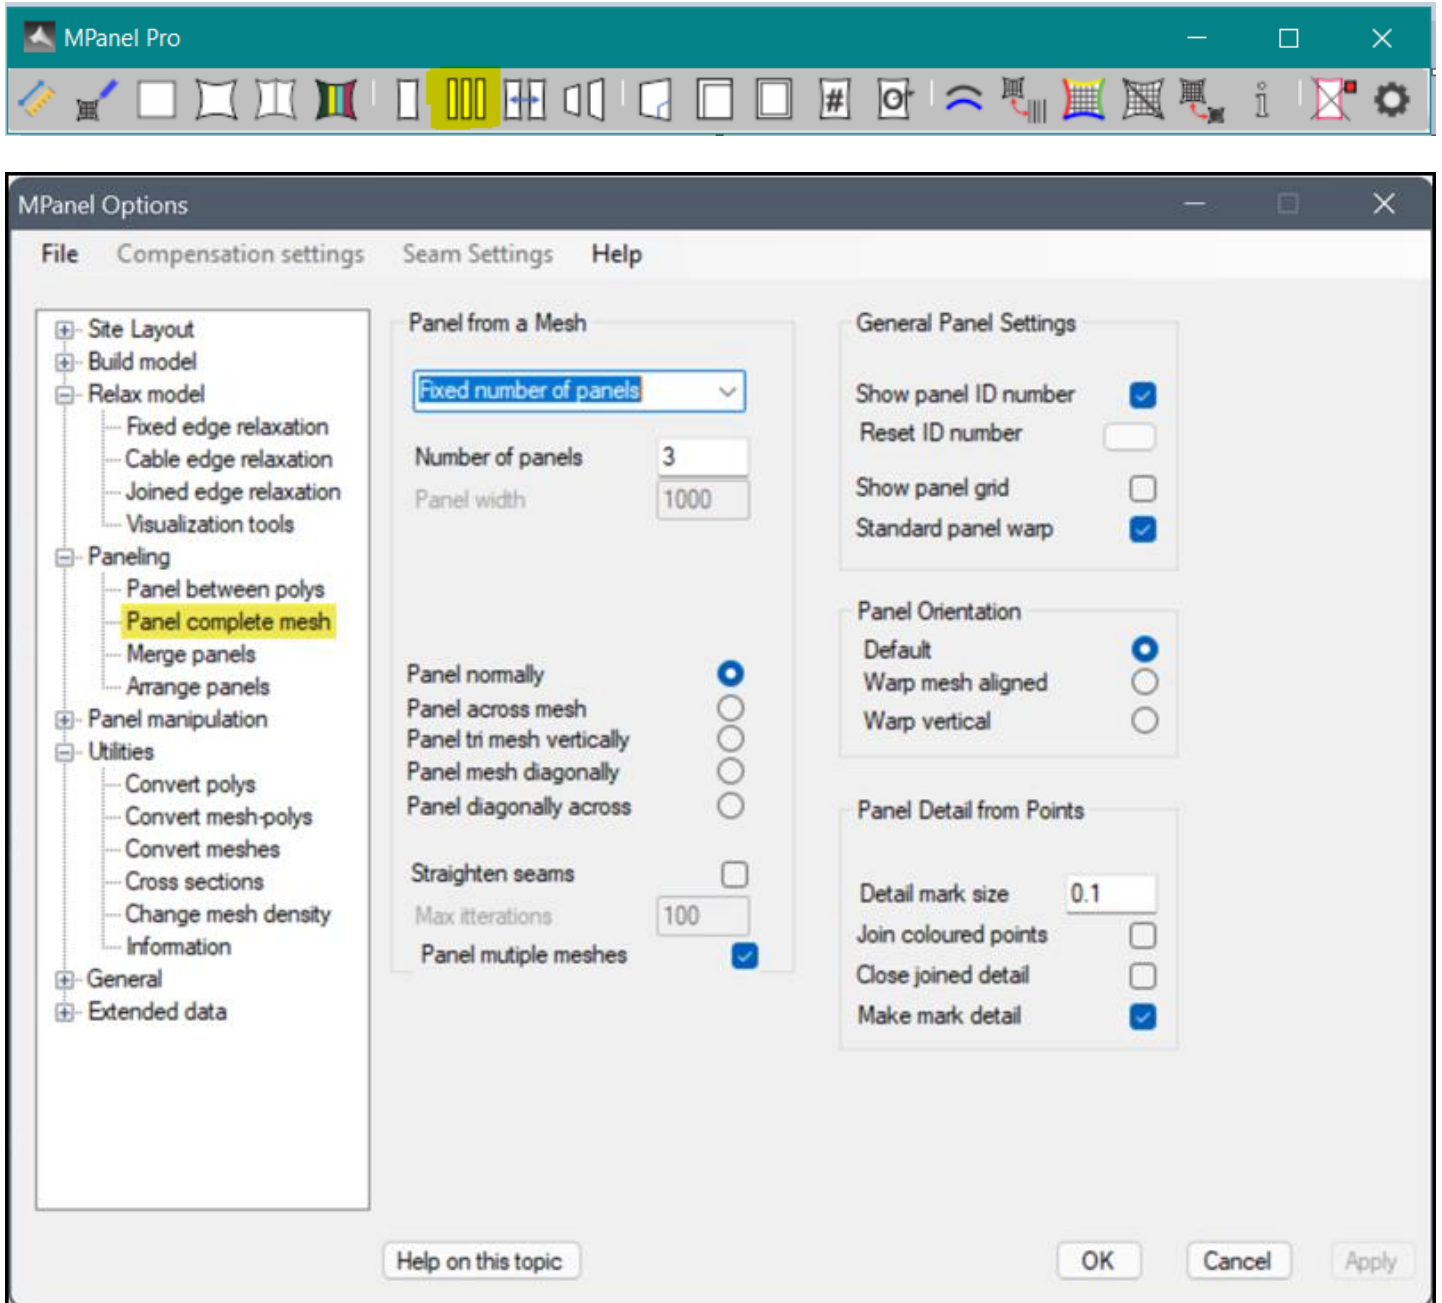 MPanel Pro
#
MPanel Options
File Compensation settings Seam Settings Help
Site Layout
Build model
Relax model
Fixed edge relaxation
Cable edge relaxation
Joined edge relaxation
Visualization tools
Paneling
Panel between polys
Panel complete mesh
Merge panels
Arrange panels
Panel manipulation
Utilities
Convert polys
Convert mesh-polys
Convert meshes
Cross sections
Change mesh density
Information
General
Extended data
Panel from a Mesh
Fixed number of panels
Number of panels 3
Panel width 1000
Panel normally
Panel across mesh
Panel tri mesh vertically
Panel mesh diagonally
Panel diagonally across
Straighten seams
Max itterations 100
Panel mutiple meshes
General Panel Settings
Show panel ID number
Reset ID number
Show panel grid
Standard panel warp
Panel Orientation
Default
Warp mesh aligned
Warp vertical
Panel Detail from Points
Detail mark size 0.1
Join coloured points
Close joined detail
Make mark detail
Help on this topic OK Cancel Apply